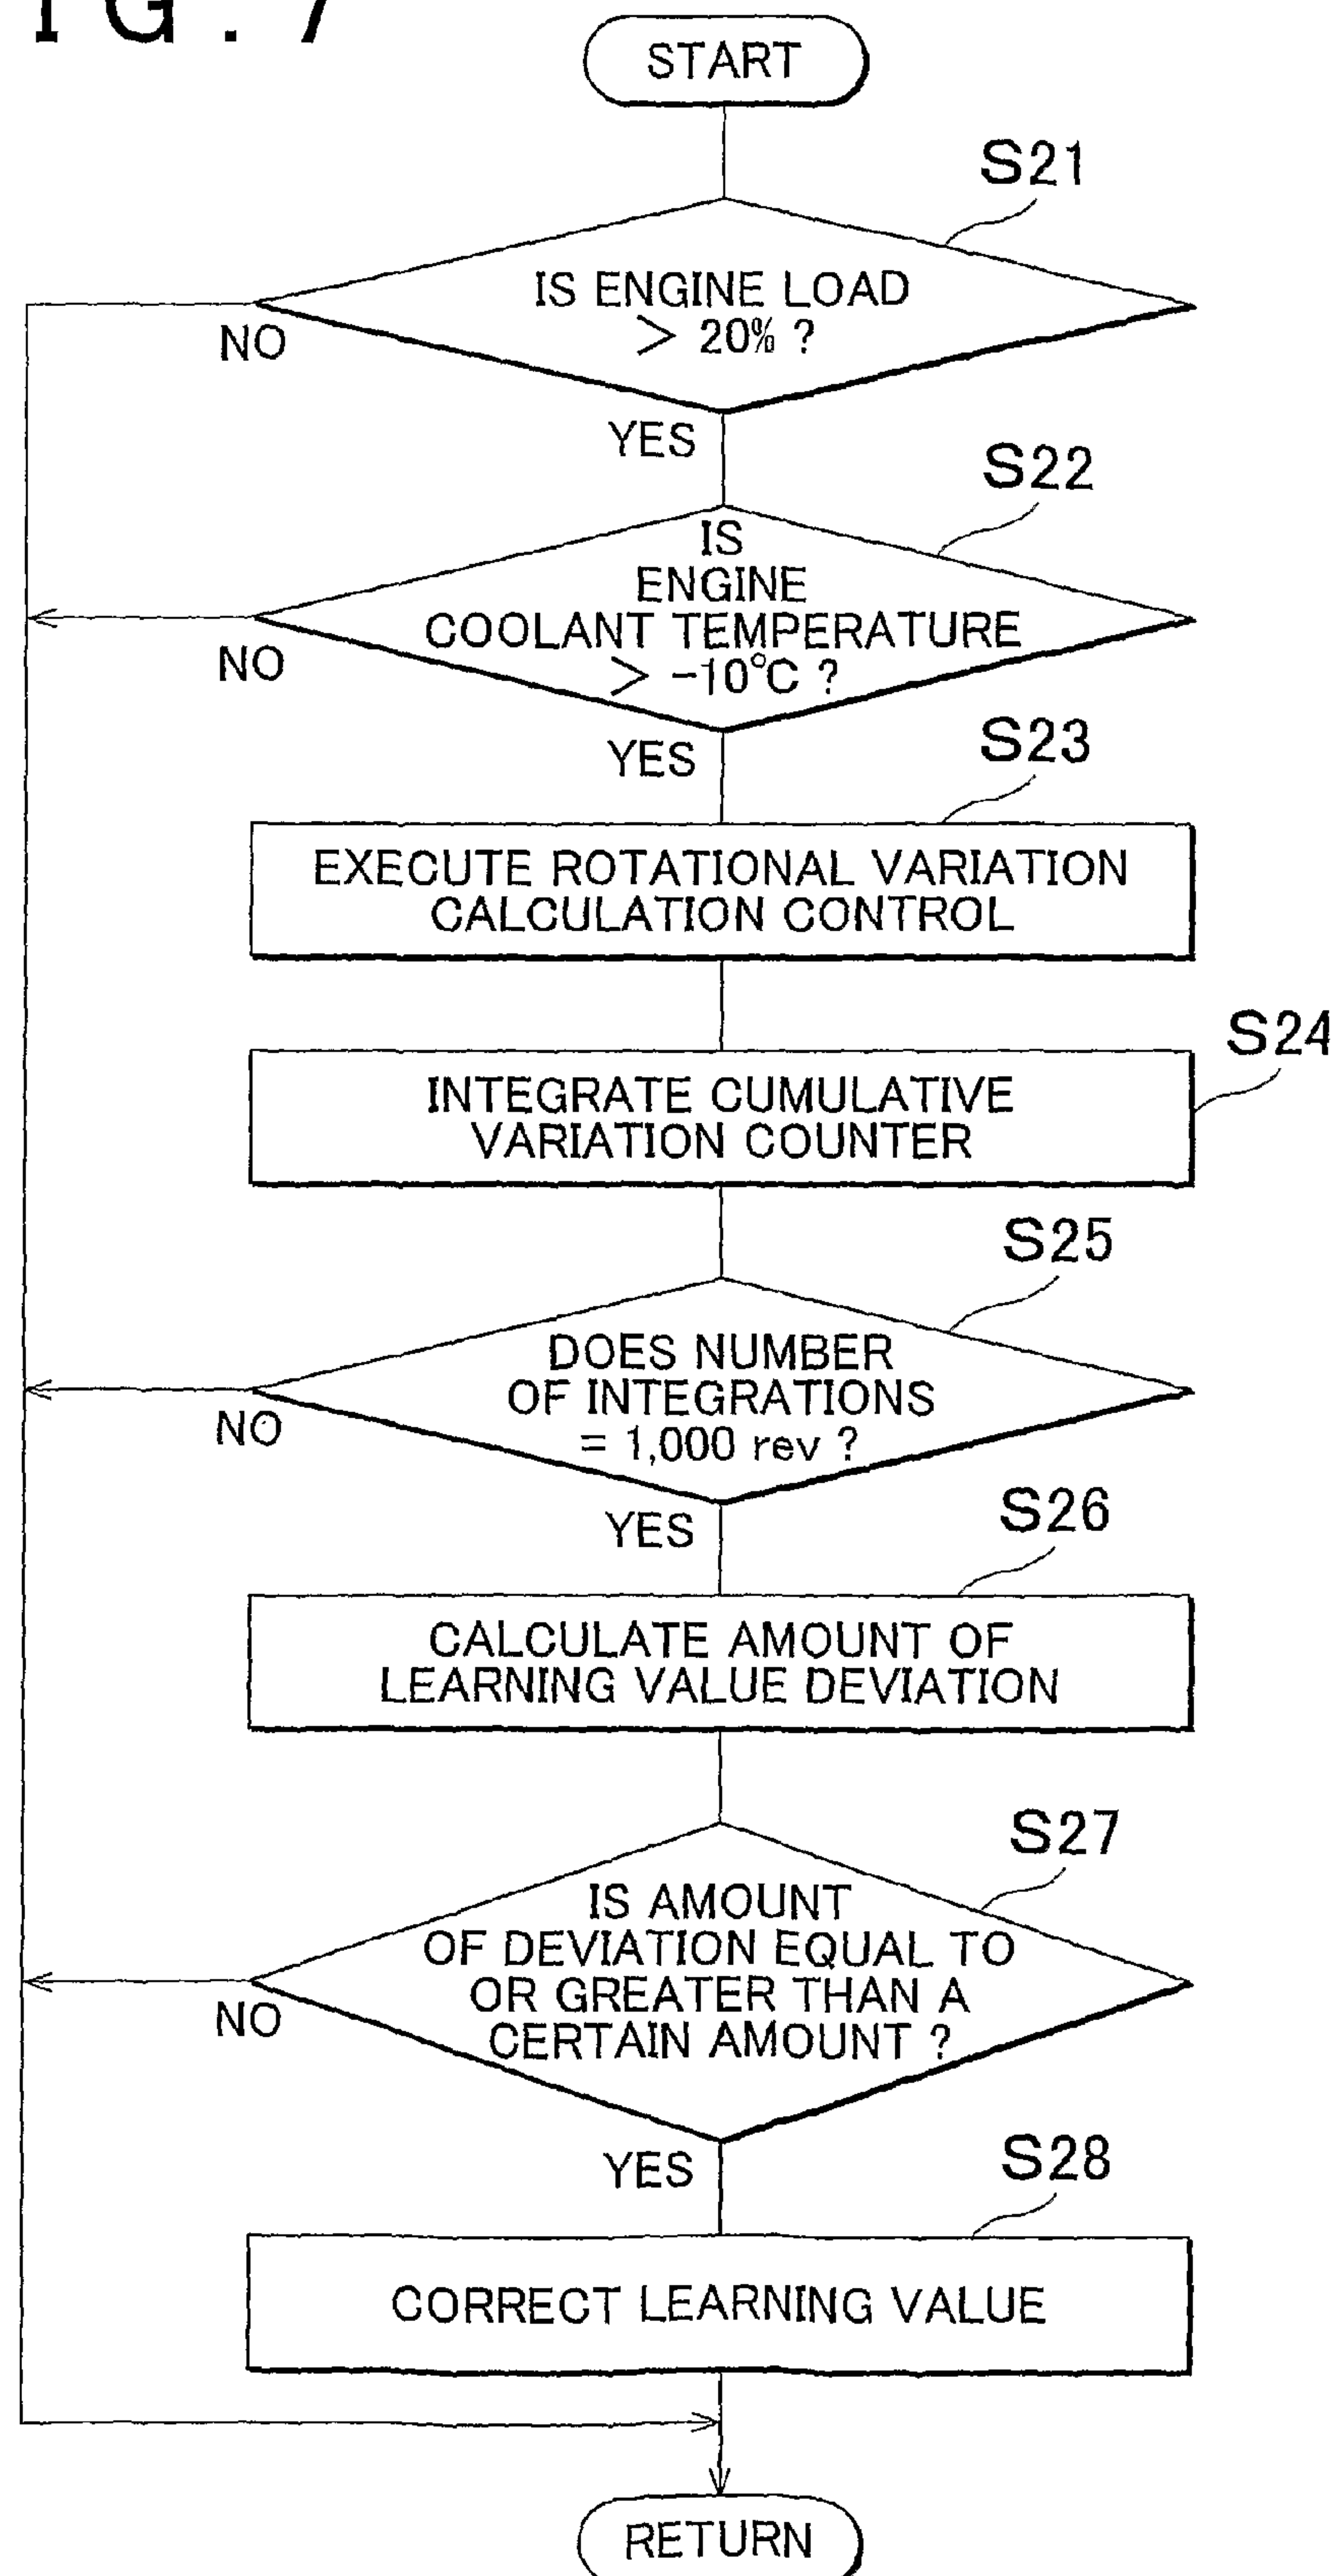 IG. 7
START
S21
IS ENGINE LOAD
> 20% ?
NO
YES
S22
IS
ENGINE
COOLANT TEMPERATURE
> -10°C ?
NO
YES
S23
EXECUTE ROTATIONAL VARIATION
CALCULATION CONTROL
S24
INTEGRATE CUMULATIVE
VARIATION COUNTER
S25
DOES NUMBER
OF INTEGRATIONS
= 1,000 rev ?
NO
YES
S26
CALCULATE AMOUNT OF
LEARNING VALUE DEVIATION
S27
IS AMOUNT
OF DEVIATION EQUAL TO
OR GREATER THAN A
CERTAIN AMOUNT ?
NO
YES
S28
CORRECT LEARNING VALUE
RETURN